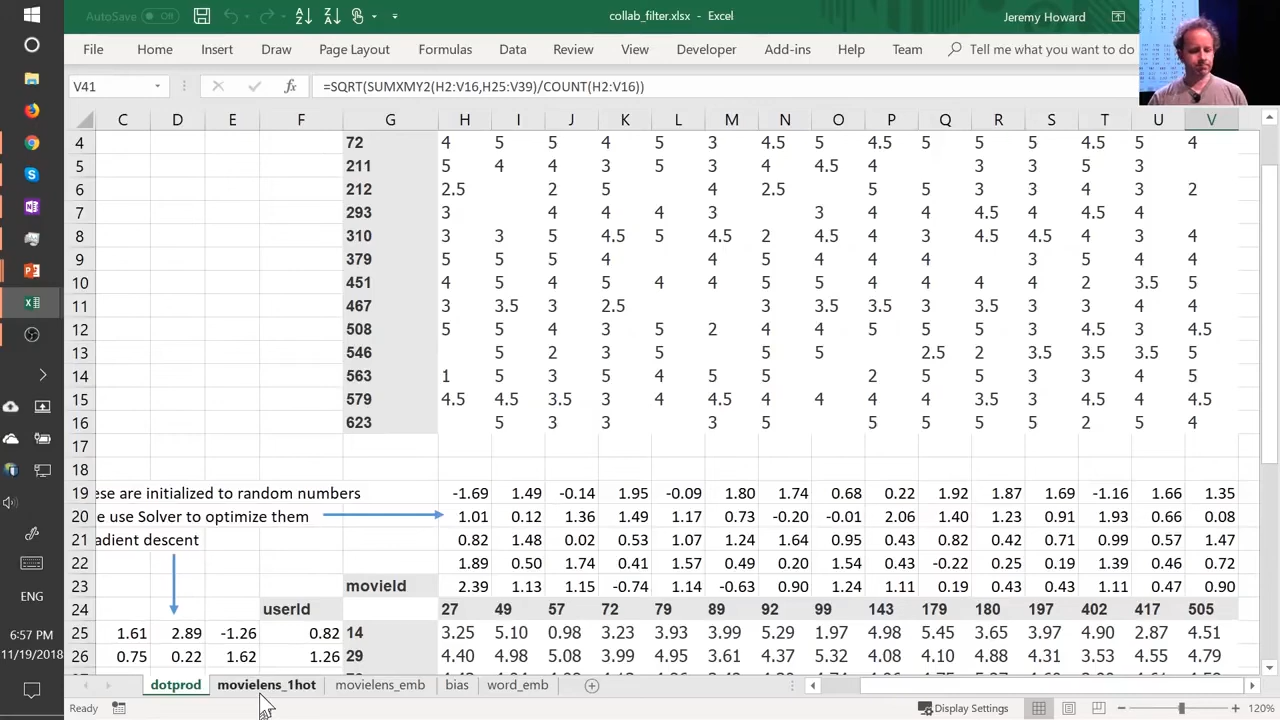 AutoSave Off
collab_filter.xlsx - Excel
Jeremy Howard
File Home Insert Draw Page Layout Formulas Data Review View Developer Add-ins Help Team Tell me what you want to do
V41 fx =SQRT(SUMXMY2(H2:V16,H25:V39)/COUNT(H2:V16))
C D E F G H I J K L M N O P Q R S T U V
4 72 4 5 5 4 5 3 4.5 5 4.5 5 5 5 4.5 5 4
5 211 5 4 4 3 5 3 4 4.5 4 3 3 5 3
6 212 2.5 2 5 4 2.5 5 5 3 3 4 3 2
7 293 3 4 4 4 3 3 4 4 4.5 4 4.5 4
8 310 3 3 5 4.5 5 4.5 2 4.5 4 3 4.5 4.5 4 3 4
9 379 5 5 5 4 4 5 4 4 4 3 5 4 4
10 451 4 5 4 5 4 4 5 5 4 4 4 4 2 3.5 5
11 467 3 3.5 3 2.5 3 3.5 3.5 3 3.5 3 3 4 4
12 508 5 5 4 3 5 2 4 4 5 5 5 3 4.5 3 4.5
13 546 5 2 3 5 5 5 2.5 2 3.5 3.5 3.5 5
14 563 1 5 3 5 4 5 5 2 5 5 3 3 4 5
15 579 4.5 4.5 3.5 3 4 4.5 4 4 4 4 3.5 3 4.5 4 4.5
16 623 5 3 3 3 5 5 5 5 5 2 5 4
17
18
19 ese are initialized to random numbers -1.69 1.49 -0.14 1.95 -0.09 1.80 1.74 0.68 0.22 1.92 1.87 1.69 -1.16 1.66 1.35
20 e use Solver to optimize them 1.01 0.12 1.36 1.49 1.17 0.73 -0.20 -0.01 2.06 1.40 1.23 0.91 1.93 0.66 0.08
21 adient descent 0.82 1.48 0.02 0.53 1.07 1.24 1.64 0.95 0.43 0.82 0.42 0.71 0.99 0.57 1.47
22 1.89 0.50 1.74 0.41 1.57 0.49 0.20 1.54 0.43 -0.22 0.25 0.19 1.39 0.46 0.72
23 movieId 2.39 1.13 1.15 -0.74 1.14 -0.63 0.90 1.24 1.11 0.19 0.43 0.43 1.11 0.47 0.90
24 userId 27 49 57 72 79 89 92 99 143 179 180 197 402 417 505
25 1.61 2.89 -1.26 0.82 14 3.25 5.10 0.98 3.23 3.93 3.99 5.29 1.97 4.98 5.45 3.65 3.97 4.90 2.87 4.51
26 0.75 0.22 1.62 1.26 29 4.40 4.98 5.08 3.99 4.95 3.61 4.37 5.32 4.08 4.10 4.88 4.31 3.53 4.55 4.79
dotprod movielens_1hot movielens_emb bias word_emb
Ready Display Settings 120%
ENG
6:57 PM
11/19/2018